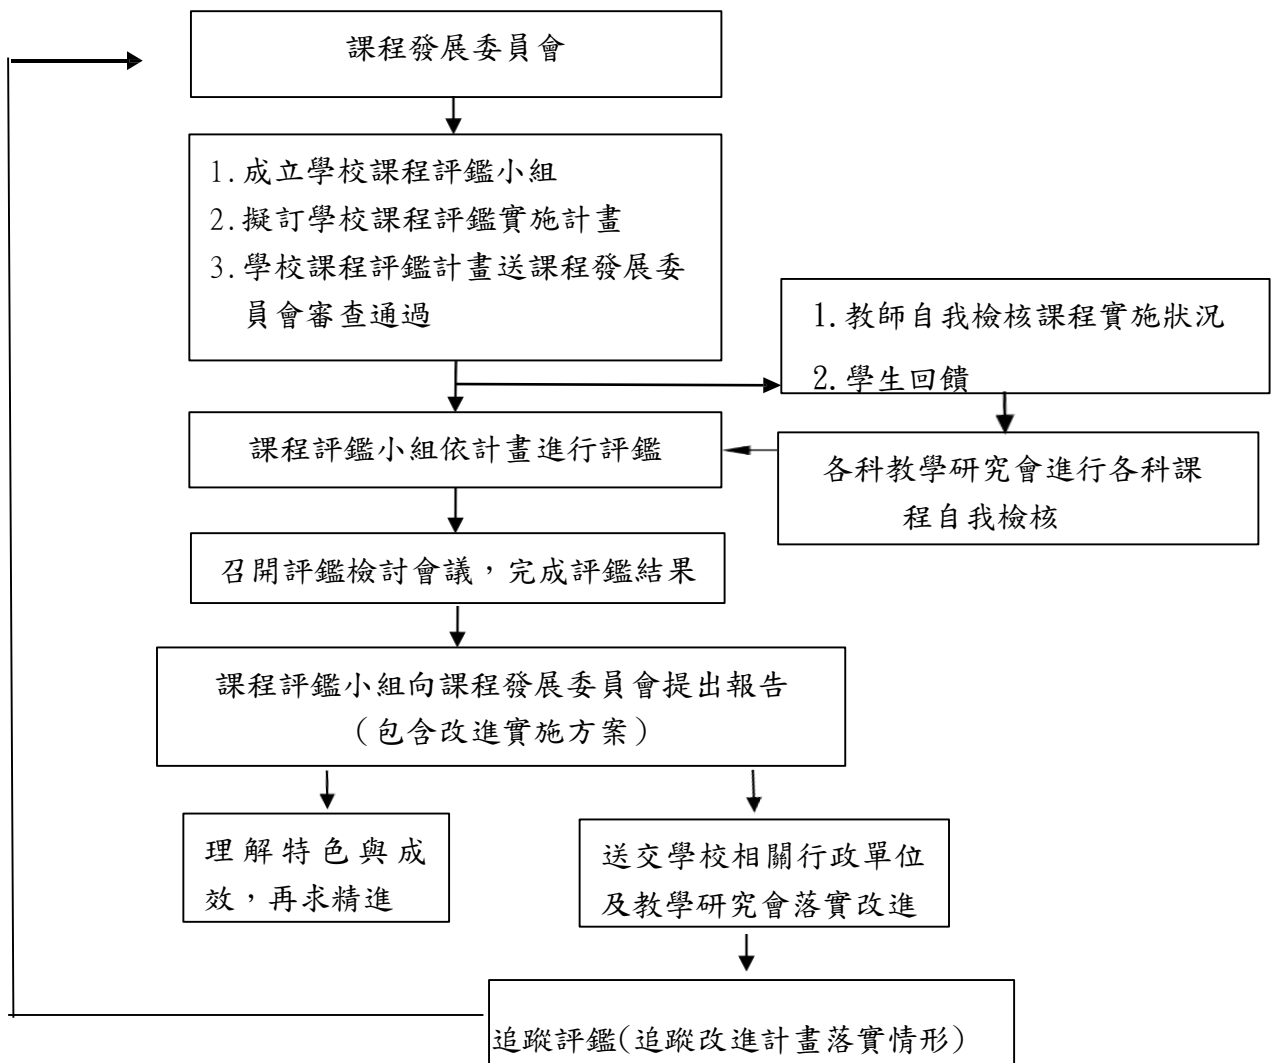 課程發展委員會
1.成立學校課程評鑑小組
2.擬訂學校課程評鑑實施計畫
3.學校課程評鑑計畫送課程發展委
員會審查通過
1.教師自我檢核課程實施狀況
2.學生回饋
課程評鑑小組依計畫進行評鑑
各科教學研究會進行各科課
程自我檢核
召開評鑑檢討會議，完成評鑑結果
課程評鑑小組向課程發展委員會提出報告
（包含改進實施方案）
理解特色與成
效，再求精進
送交學校相關行政單位
及教學研究會落實改進
追蹤評鑑(追蹤改進計畫落實情形)